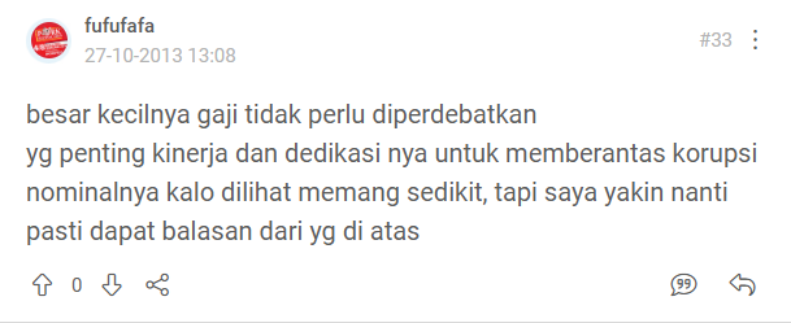 fufufafa
27-10-2013 13:08
#33
besar kecilnya gaji tidak perlu diperdebatkan
yg penting kinerja dan dedikasi nya untuk memberantas korupsi
nominalnya kalo dilihat memang sedikit, tapi saya yakin nanti
pasti dapat balasan dari yg di atas
0